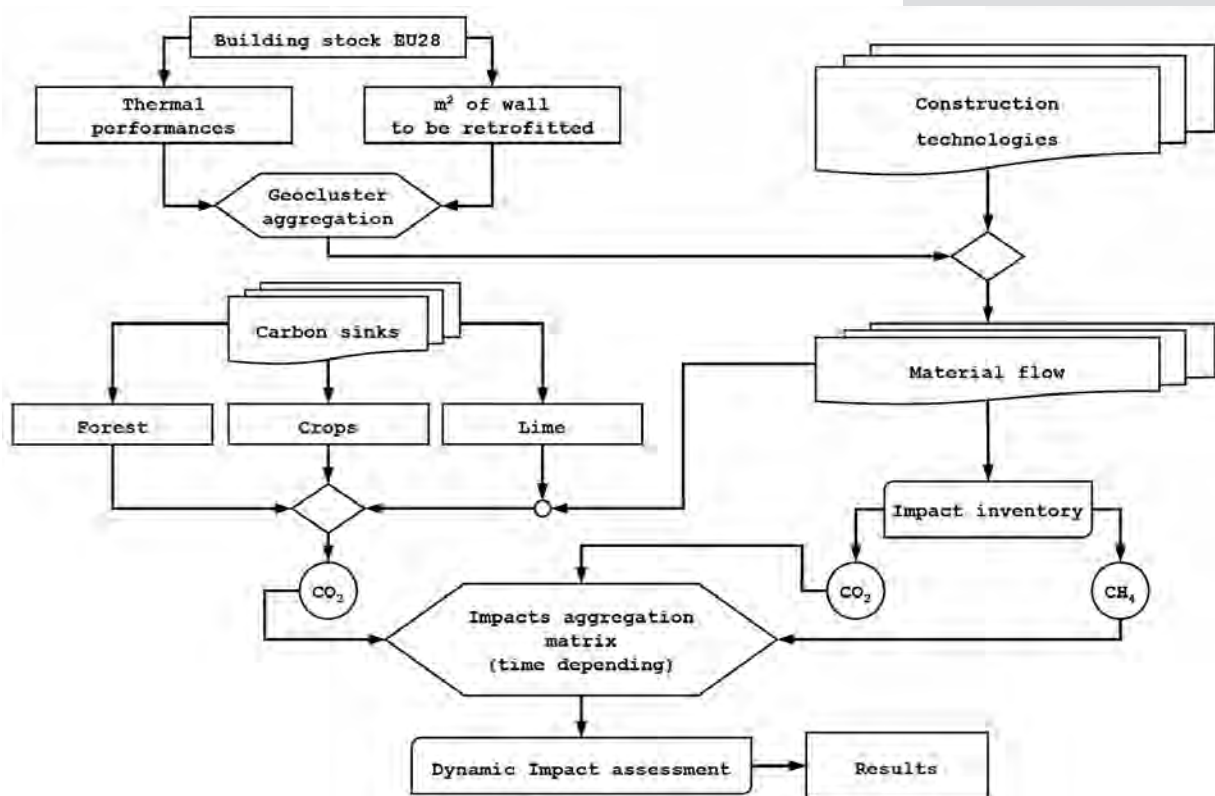 Building stock EU28
Thermal
performances
m² of wall
to be retrofitted
Construction
technologies
Geocluster
aggregation
Carbon sinks
Material flow
Forest
Crops
Lime
Impact inventory
CO₂
CO₂
CH₄
Impacts aggregation
matrix
(time depending)
Dynamic Impact assessment
Results